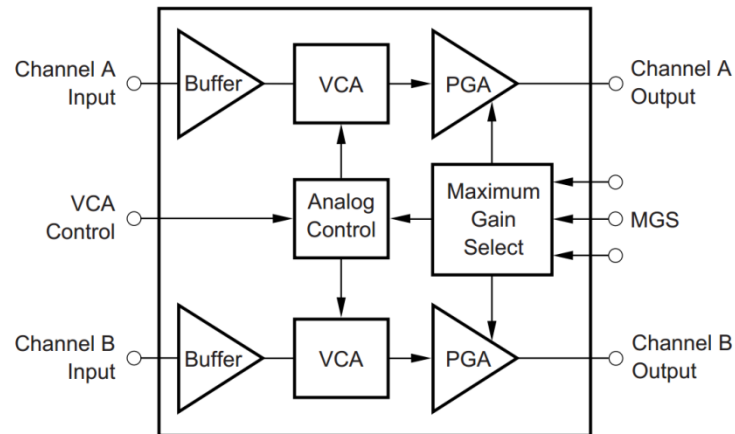 Channel A
Input
Buffer
VCA
PGA
Channel A
Output
VCA
Control
Analog
Control
Maximum
Gain
Select
MGS
Channel B
Input
Buffer
VCA
PGA
Channel B
Output